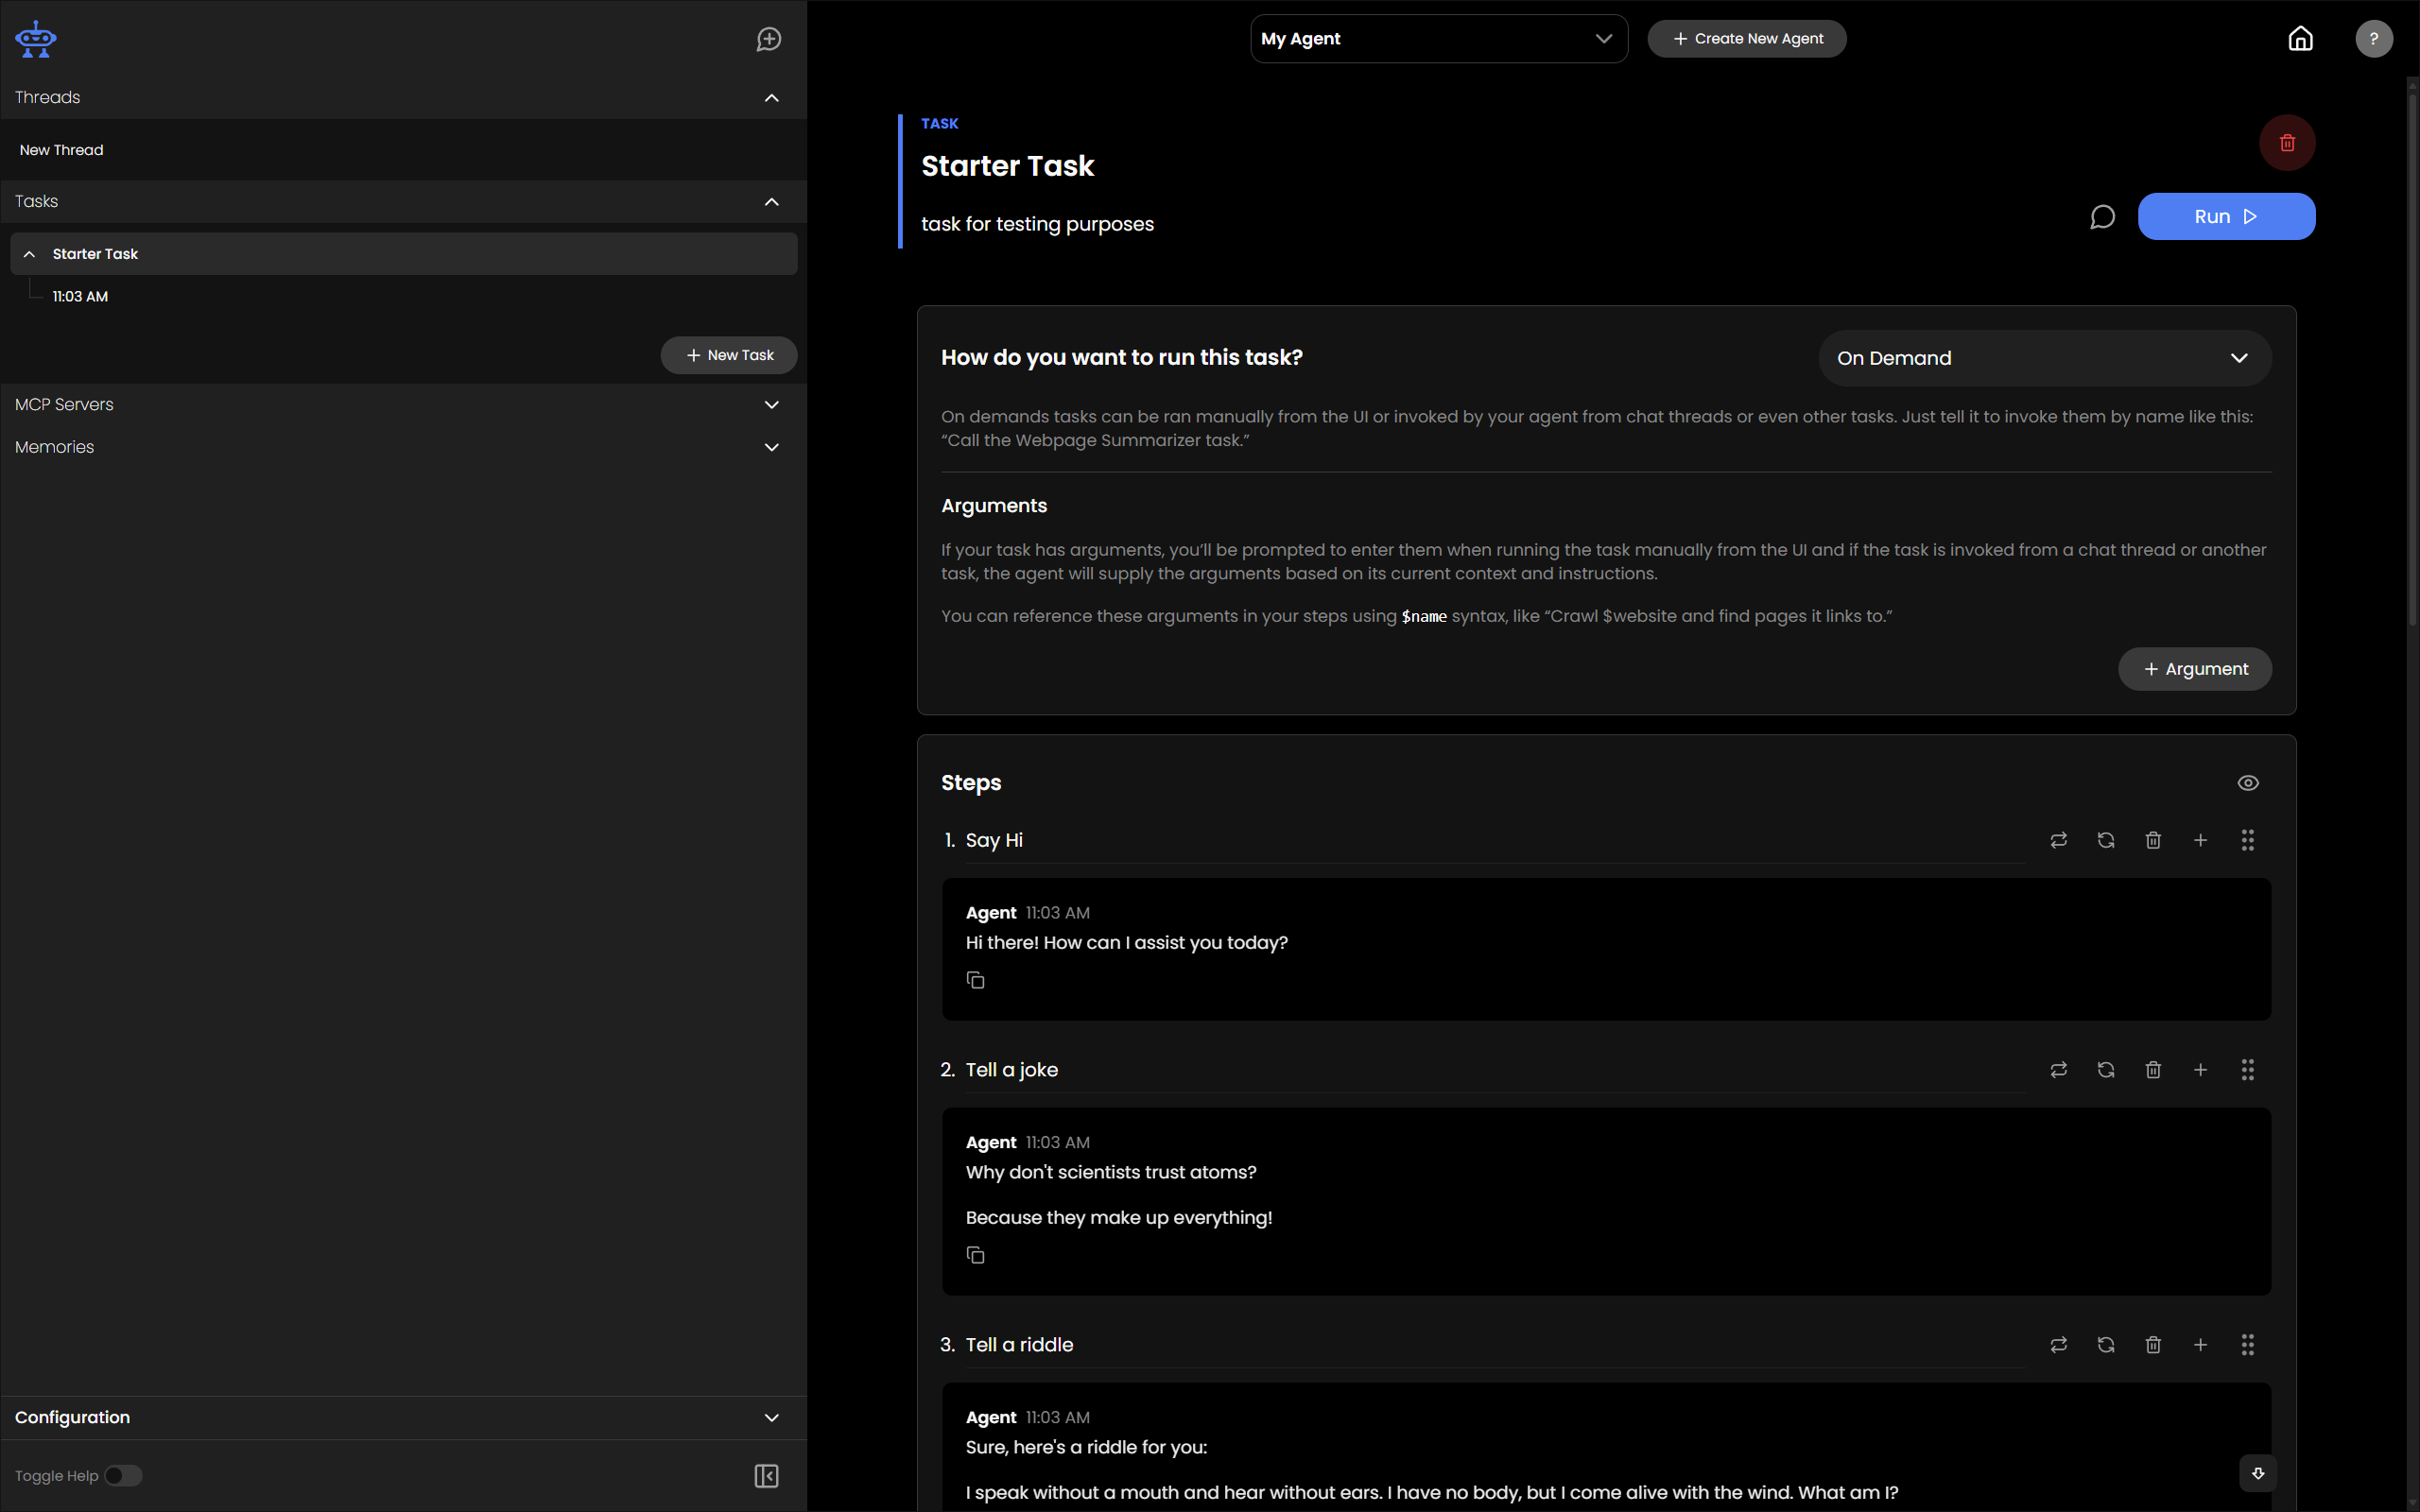 My Agent
+ Create New Agent
?
Threads
New Thread
Tasks
Starter Task
11:03 AM
+ New Task
MCP Servers
Memories
Configuration
Toggle Help
TASK
Starter Task
task for testing purposes
Run
How do you want to run this task?
On Demand
On demands tasks can be ran manually from the UI or invoked by your agent from chat threads or even other tasks. Just tell it to invoke them by name like this:
“Call the Webpage Summarizer task.”
Arguments
If your task has arguments, you’ll be prompted to enter them when running the task manually from the UI and if the task is invoked from a chat thread or another
task, the agent will supply the arguments based on its current context and instructions.
You can reference these arguments in your steps using $name syntax, like “Crawl $website and find pages it links to.”
+ Argument
Steps
1. Say Hi
Agent 11:03 AM
Hi there! How can I assist you today?
2. Tell a joke
Agent 11:03 AM
Why don't scientists trust atoms?
Because they make up everything!
3. Tell a riddle
Agent 11:03 AM
Sure, here's a riddle for you:
I speak without a mouth and hear without ears. I have no body, but I come alive with the wind. What am I?